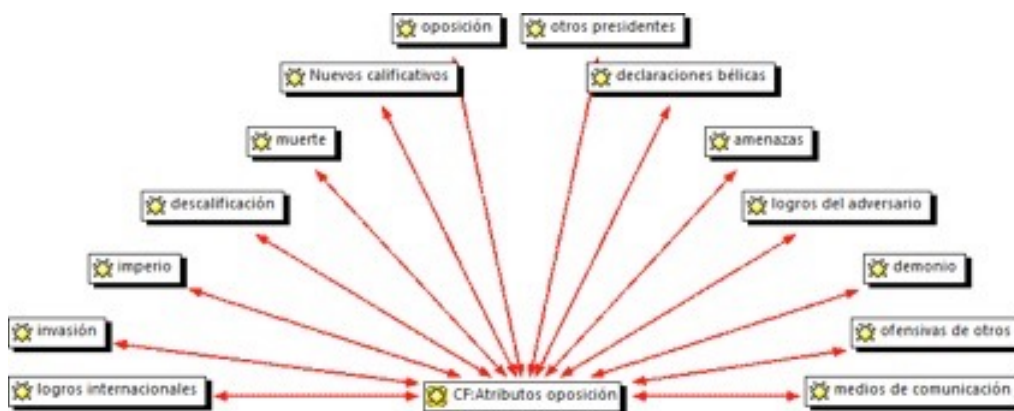 oposición
otros presidentes
Nuevos calificativos
declaraciones bélicas
muerte
amenazas
descalificación
logros del adversario
imperio
demonio
invasión
ofensivas de otros
logros internacionales
CF:Atributos oposición
medios de comunicación